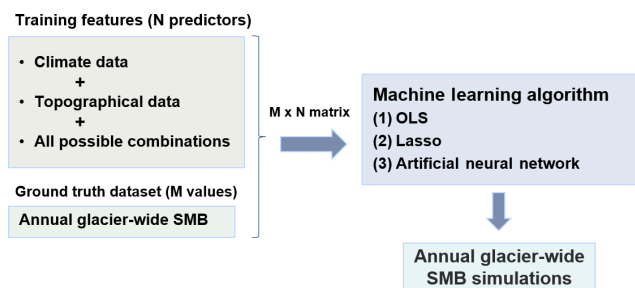 Training features (N predictors)
• Climate data
+
• Topographical data
+
• All possible combinations
Ground truth dataset (M values)
Annual glacier-wide SMB
M x N matrix
Machine learning algorithm
(1) OLS
(2) Lasso
(3) Artificial neural network
Annual glacier-wide
SMB simulations